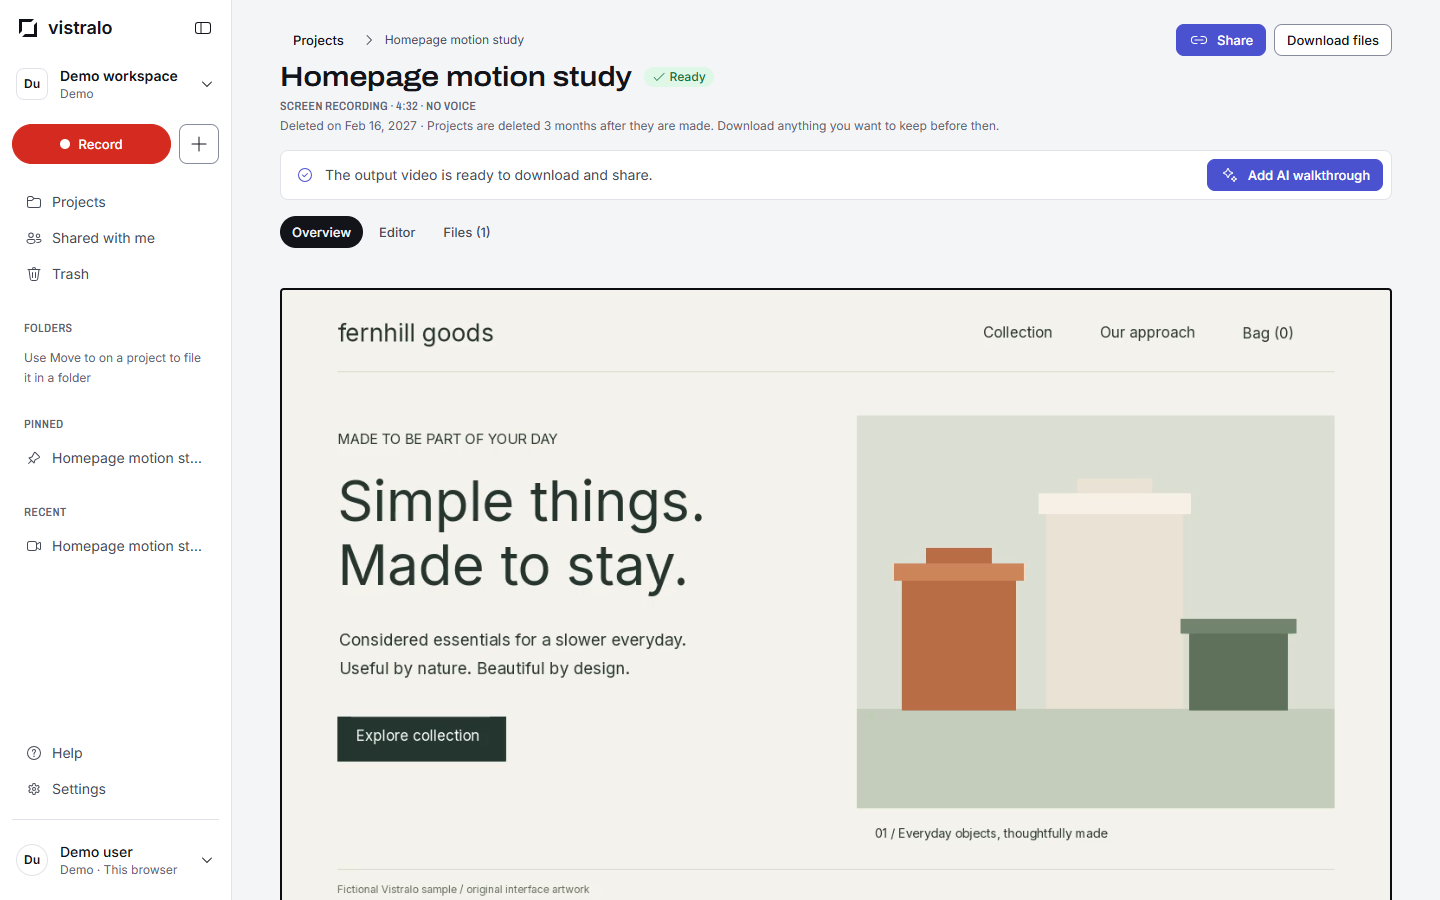 vistralo
Du
Demo workspace
Demo
Record
Projects
Shared with me
Trash
FOLDERS
Use Move to on a project to file
it in a folder
PINNED
Homepage motion st...
RECENT
Homepage motion st...
Help
Settings
Du
Demo user
Demo · This browser
Projects
Homepage motion study
Share
Download files
Homepage motion study
Ready
SCREEN RECORDING · 4:32 · NO VOICE
Deleted on Feb 16, 2027 · Projects are deleted 3 months after they are made. Download anything you want to keep before then.
The output video is ready to download and share.
Add AI walkthrough
Overview
Editor
Files (1)
fernhill goods
Collection
Our approach
Bag (0)
MADE TO BE PART OF YOUR DAY
Simple things.
Made to stay.
Considered essentials for a slower everyday.
Useful by nature. Beautiful by design.
Explore collection
01 / Everyday objects, thoughtfully made
Fictional Vistralo sample / original interface artwork